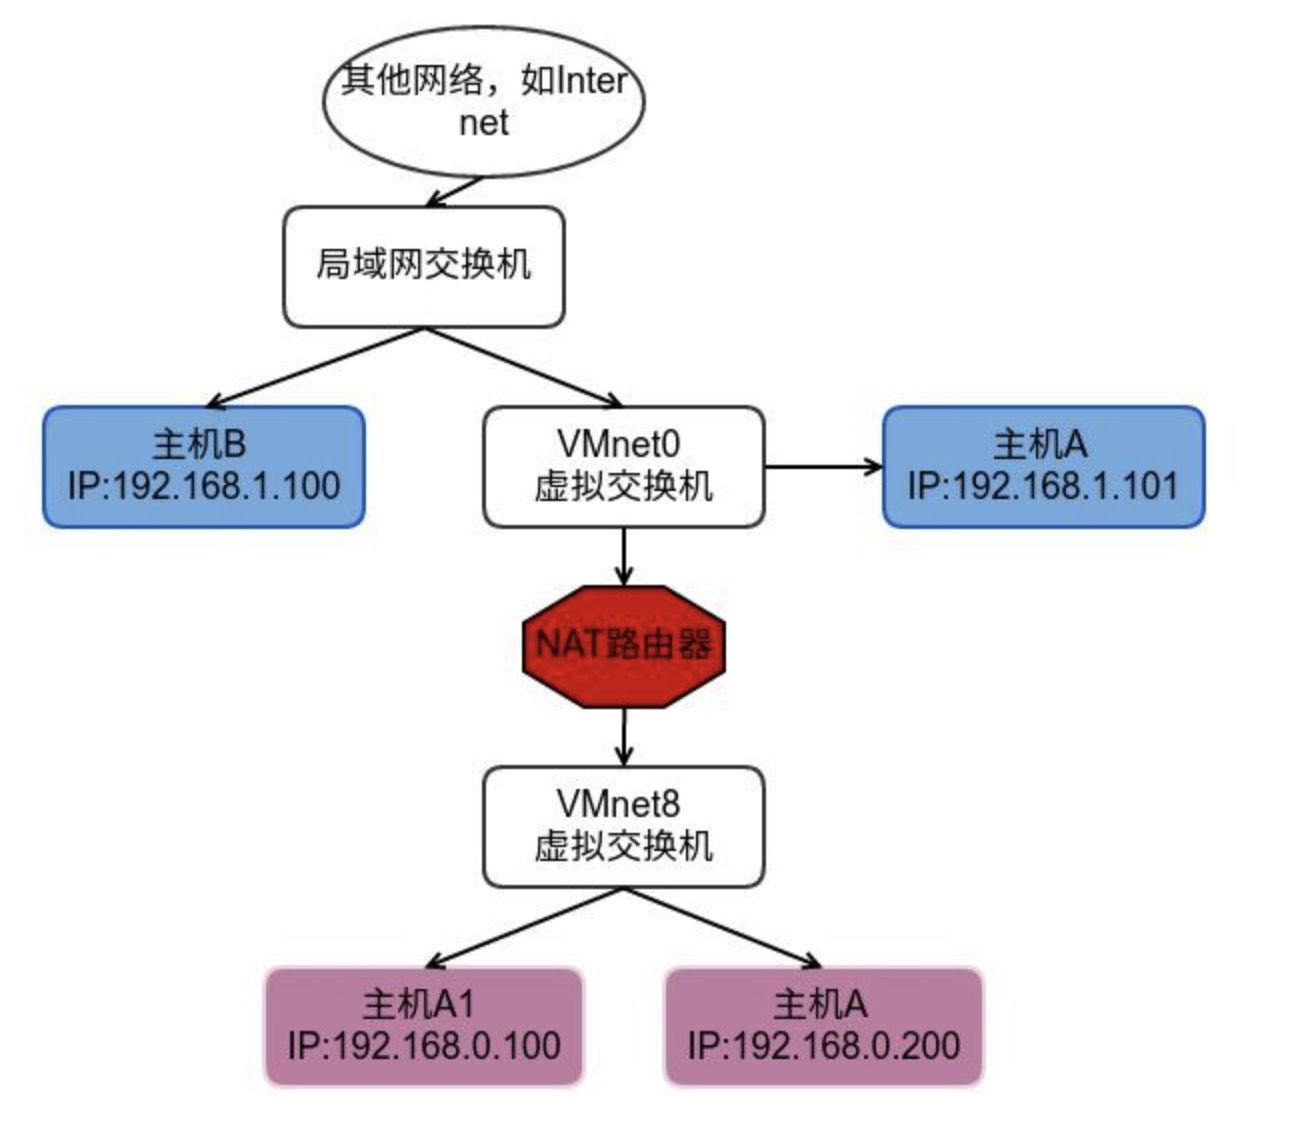 其他网络，如Inter
net
局域网交换机
主机B
IP:192.168.1.100
VMnet0
虚拟交换机
主机A
IP:192.168.1.101
NAT路由器
VMnet8
虚拟交换机
主机A1
IP:192.168.0.100
主机A
IP:192.168.0.200